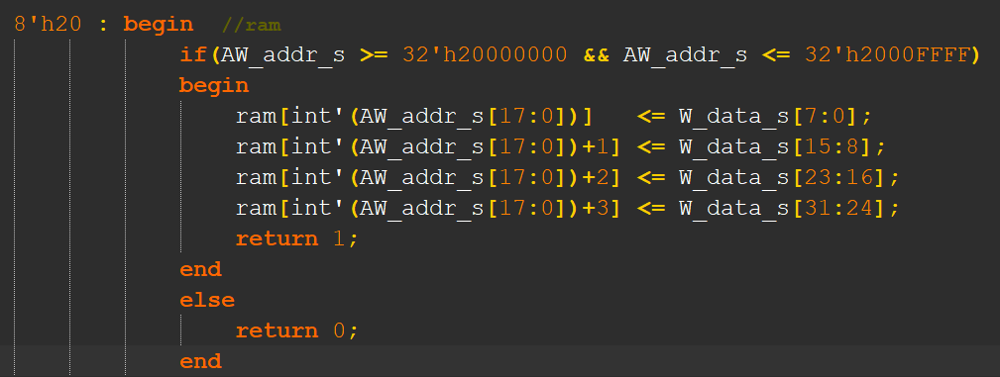 8'h20 : begin  //ram
if(AW_addr_s >= 32'h20000000 && AW_addr_s <= 32'h2000FFFF)
begin
ram[int'(AW_addr_s[17:0])]   <= W_data_s[7:0];
ram[int'(AW_addr_s[17:0])+1] <= W_data_s[15:8];
ram[int'(AW_addr_s[17:0])+2] <= W_data_s[23:16];
ram[int'(AW_addr_s[17:0])+3] <= W_data_s[31:24];
return 1;
end
else
return 0;
end